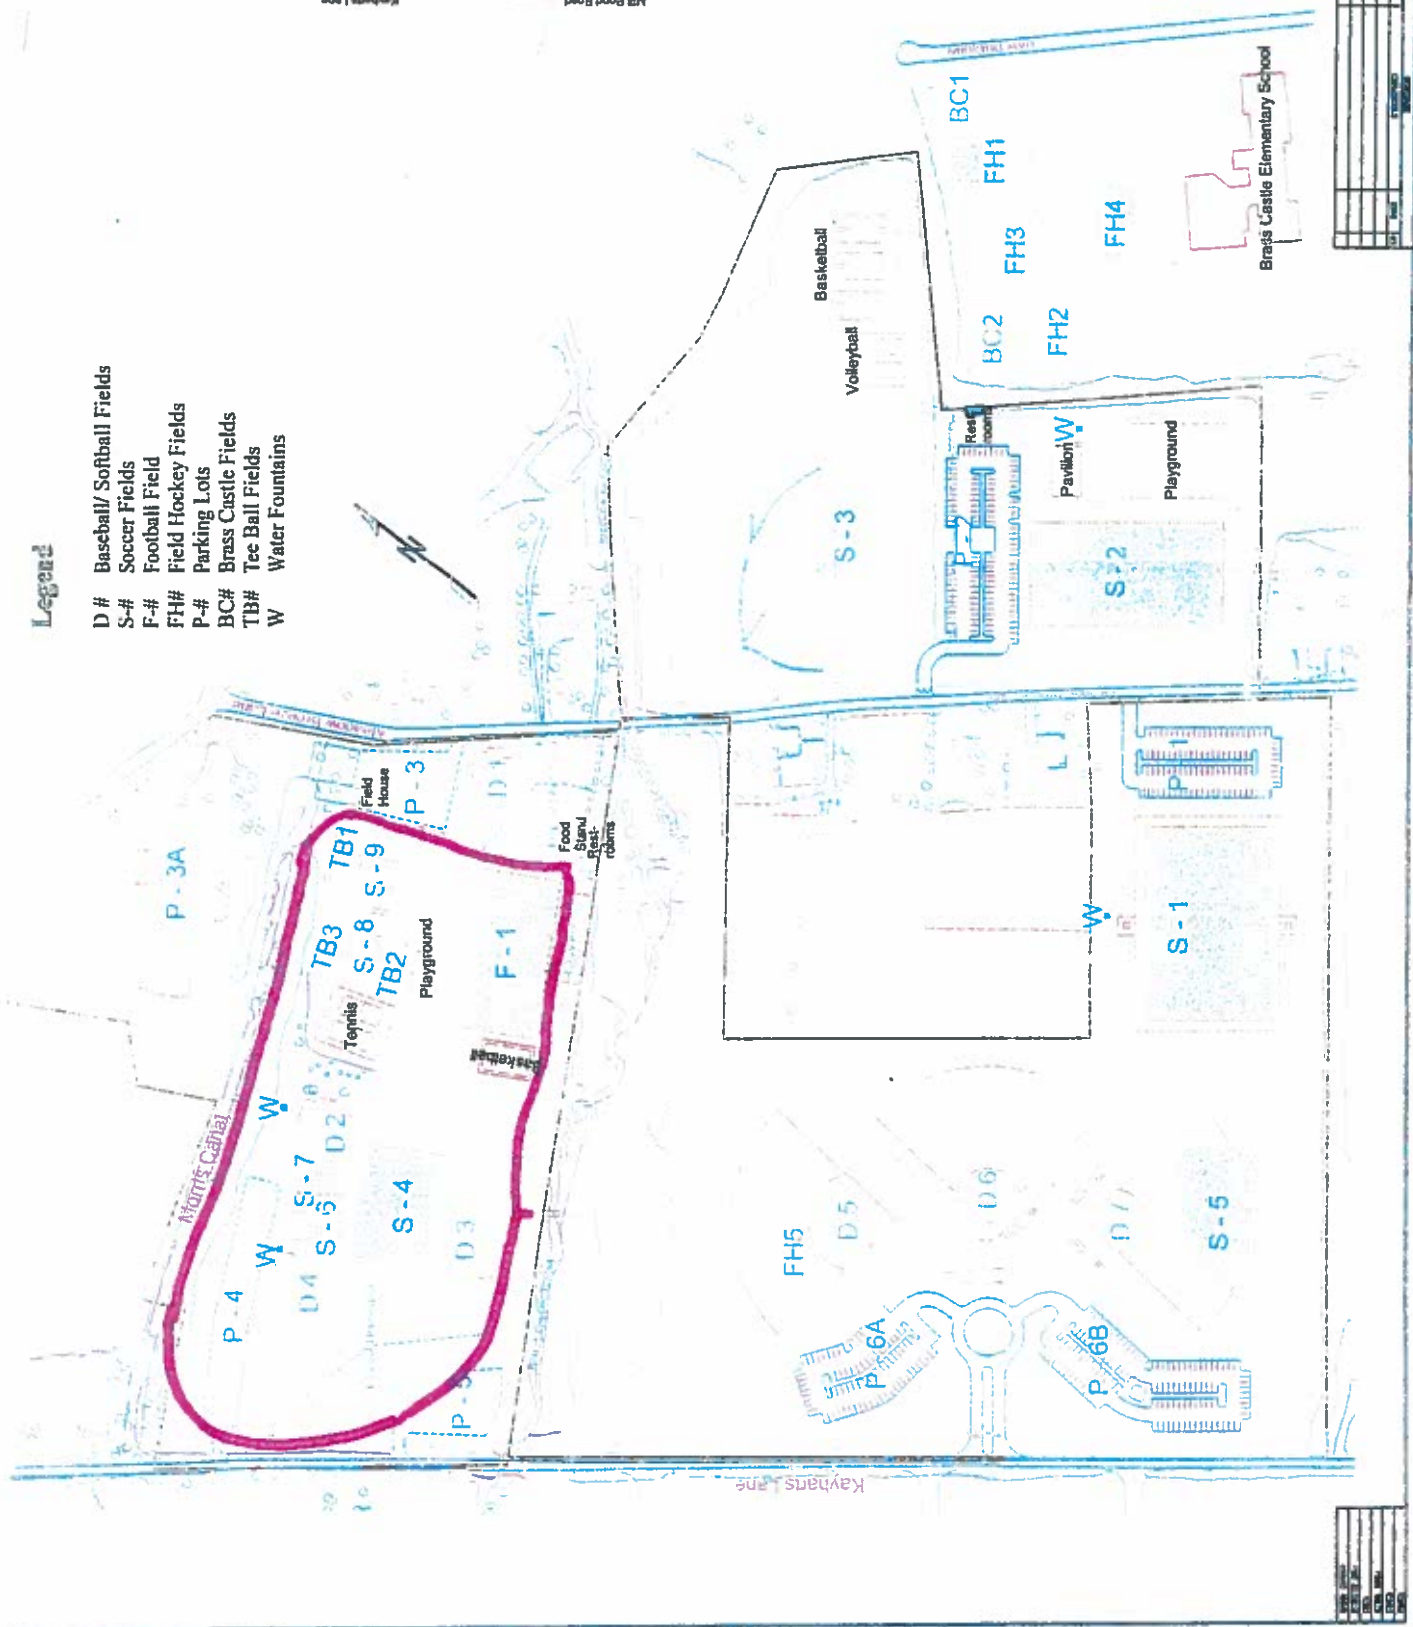 Legend
D # Baseball/ Softball Fields
S-# Soccer Fields
F-# Football Field
FH# Field Hockey Fields
P-# Parking Lots
BC# Brass Castle Fields
TB# Tee Ball Fields
W Water Fountains
Morris Canal
P - 3A
P - 4
W
W
D 4
S - 6
S - 7
D 2
S - 4
D 3
P - 5
Tennis
TB3
S - 8
TB2
TB1
S - 9
Playground
F - 1
Basketball
Field
House
P - 3
D 1
Food
Stand
Rest-
rooms
Kayhars Lane
FH5
D 5
D 6
D 7
S - 5
P - 6A
P - 6B
W
S - 1
P - 1
S - 3
Volleyball
Basketball
Rest
rooms
Pavilion
W
Playground
S - 2
BC1
BC2
FH1
FH3
FH2
FH4
Brass Castle Elementary School